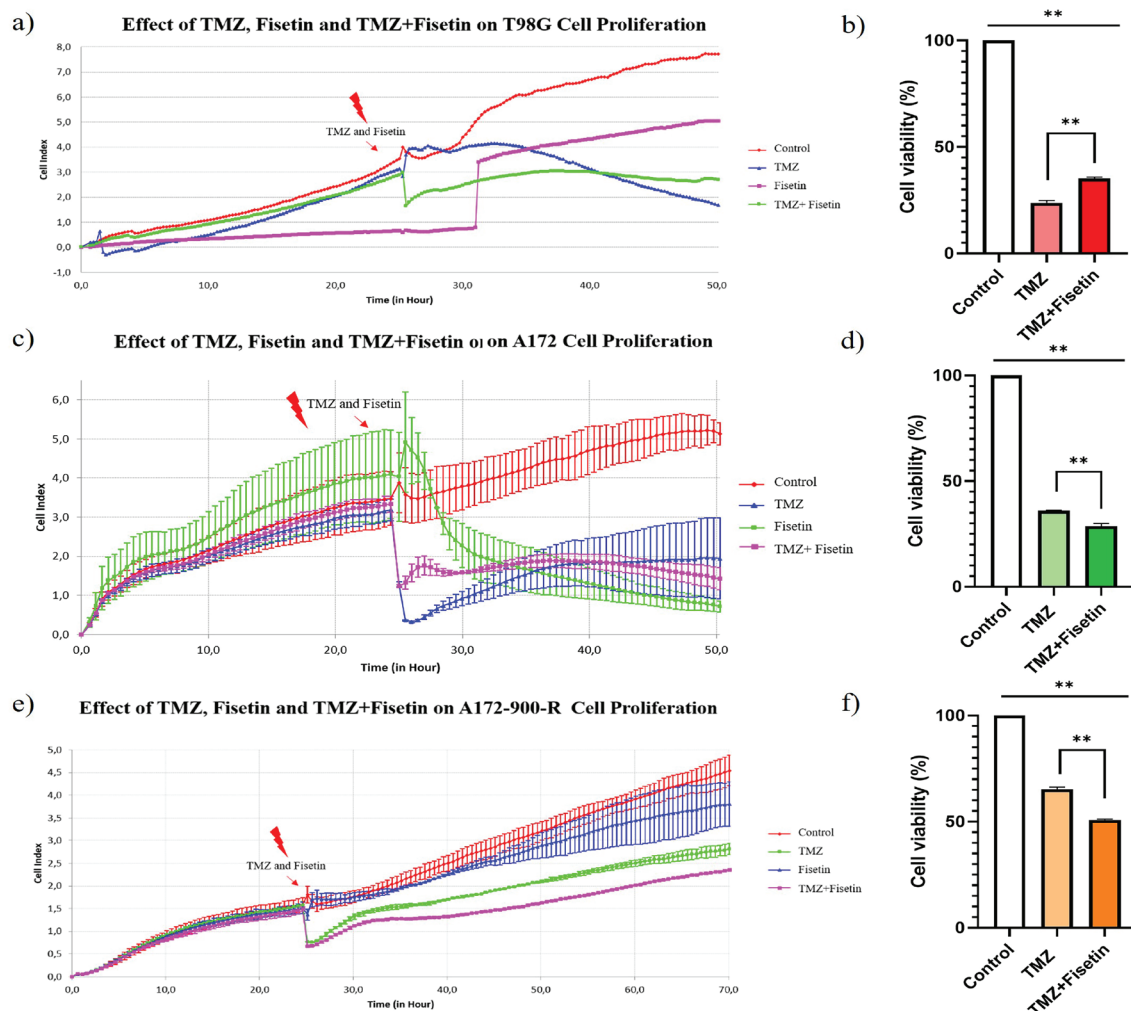 a)
Effect of TMZ, Fisetin and TMZ+Fisetin on T98G Cell Proliferation
8,0
7,0
6,0
5,0
4,0
3,0
2,0
1,0
0,0
-1,0
Cell Index
TMZ and Fisetin
0,0 10,0 20,0 30,0 40,0 50,0
Time (in Hour)
Control
TMZ
Fisetin
TMZ+ Fisetin
b)
**
**
100
50
0
Cell viability (%)
Control
TMZ
TMZ+Fisetin
c)
Effect of TMZ, Fisetin and TMZ+Fisetin oı on A172 Cell Proliferation
6,0
5,0
4,0
3,0
2,0
1,0
0,0
Cell Index
TMZ and Fisetin
0,0 10,0 20,0 30,0 40,0 50,0
Time (in Hour)
Control
TMZ
Fisetin
TMZ+ Fisetin
d)
**
**
100
50
0
Cell viability (%)
Control
TMZ
TMZ+Fisetin
e)
Effect of TMZ, Fisetin and TMZ+Fisetin on A172-900-R Cell Proliferation
5,0
4,5
4,0
3,5
3,0
2,5
2,0
1,5
1,0
0,5
0,0
Cell Index
TMZ and Fisetin
0,0 10,0 20,0 30,0 40,0 50,0 60,0 70,0
Time (in Hour)
Control
TMZ
Fisetin
TMZ+Fisetin
f)
**
**
100
50
0
Cell viability (%)
Control
TMZ
TMZ+Fisetin